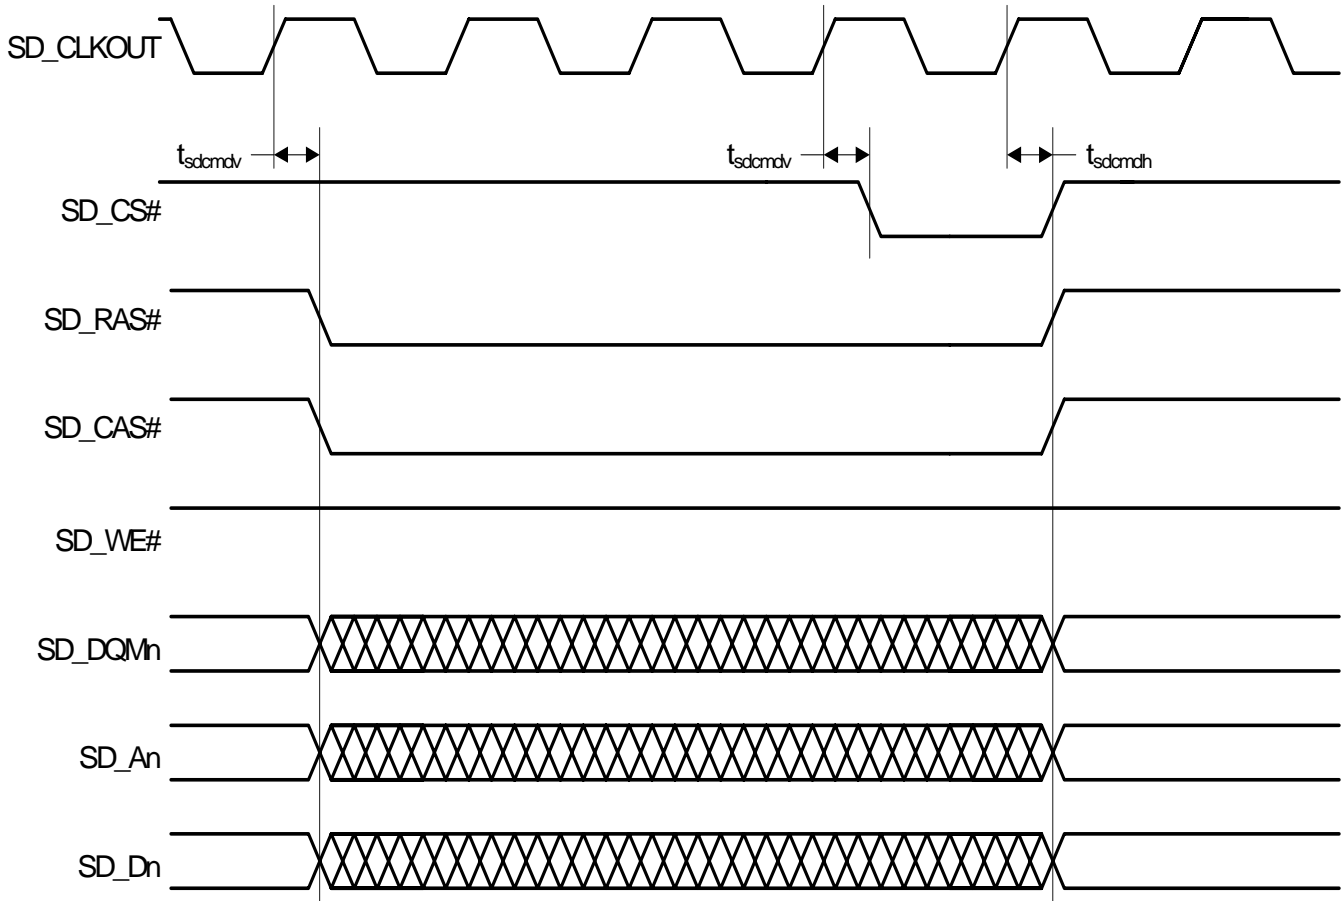 SD_CLKOUT
tsdcmdv tsdcmdv tsdcmdh
SD_CS#
SD_RAS#
SD_CAS#
SD_WE#
SD_DQMn
SD_An
SD_Dn